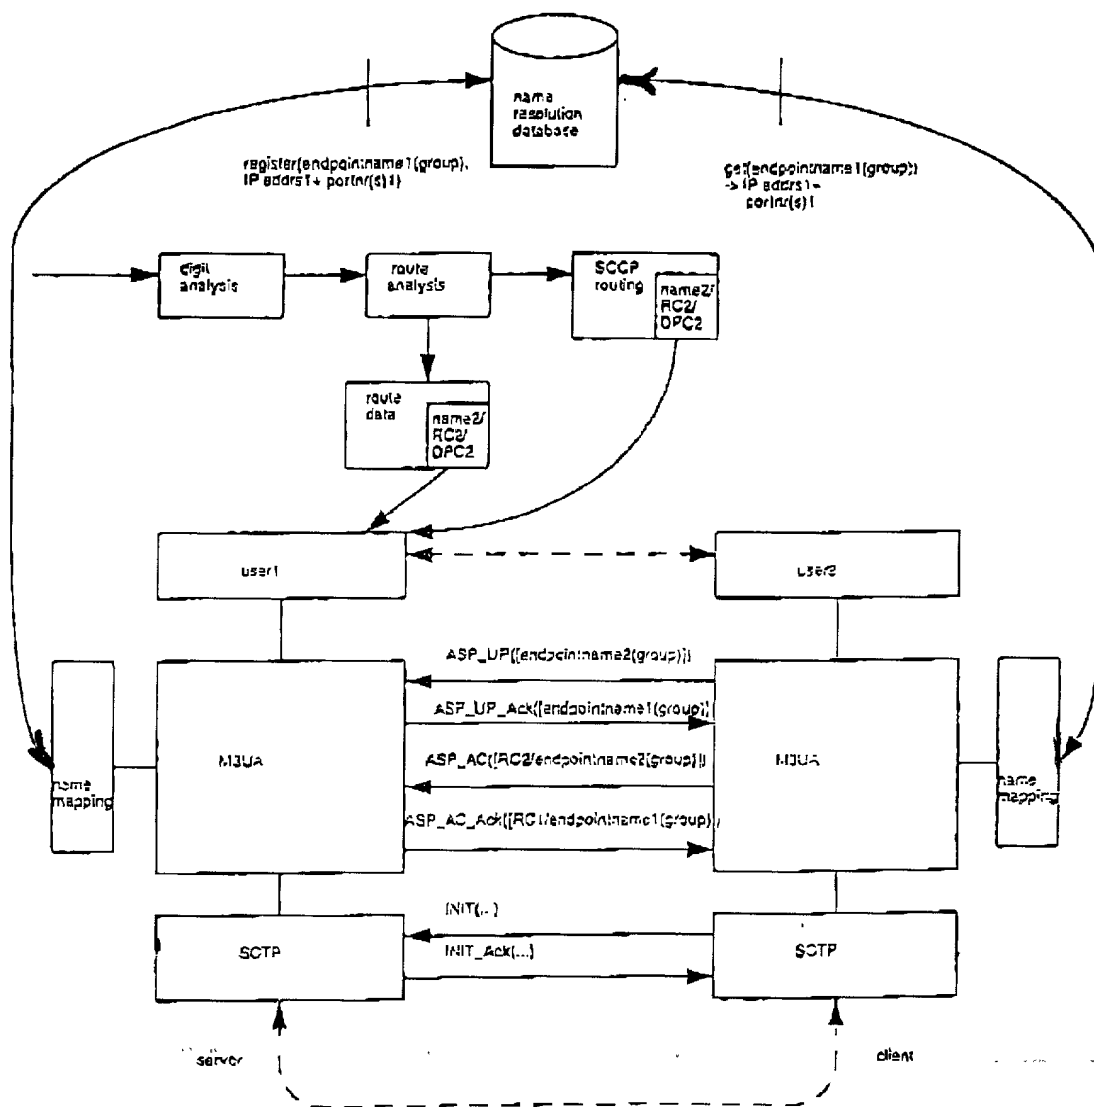 name
resolution
database
register(endpointname1(group),
IP addrs1+ portnr(s)1)
get(endpointname1(group))
-> IP addrs1+
portnr(s)1
digit
analysis
route
analysis
SCCP
routing
name2/
RC2/
DPC2
route
data
name2/
RC2/
DPC2
user1
user2
ASP_UP([endpointname2(group)])
ASP_UP_Ack([endpointname1(group)]
M3UA
ASP_AC([RC2/endpointname2(group)])
M3UA
name
mapping
name
mapping
ASP_AC_Ack([RC1/endpointname1(group)
INIT(...)
SCTP
INIT_Ack(...)
SCTP
server
client